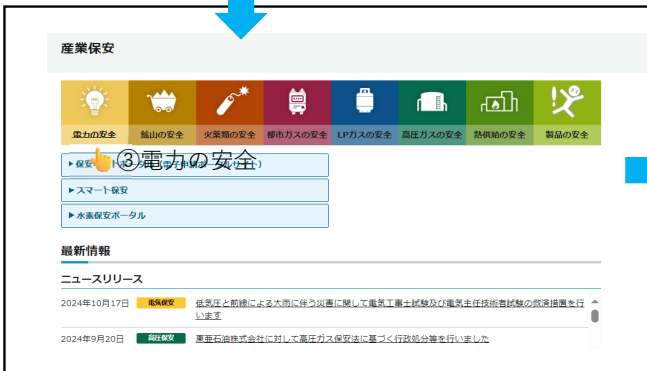 産業保安
電力の安全 鉱山の安全 火薬類の安全 都市ガスの安全 LPガスの安全 高圧ガスの安全 熱供給の安全 製品の安全
③電力の安全
▶スマート保安
▶水素保安ポータル
最新情報
ニュースリリース
2024年10月17日 電気保安 低気圧と前線による大雨に伴う災害に関して電気工事士試験及び電気主任技術者試験の救済措置を行
います
2024年9月20日 高圧保安 東亜石油株式会社に対して高圧ガス保安法に基づく行政処分等を行いました